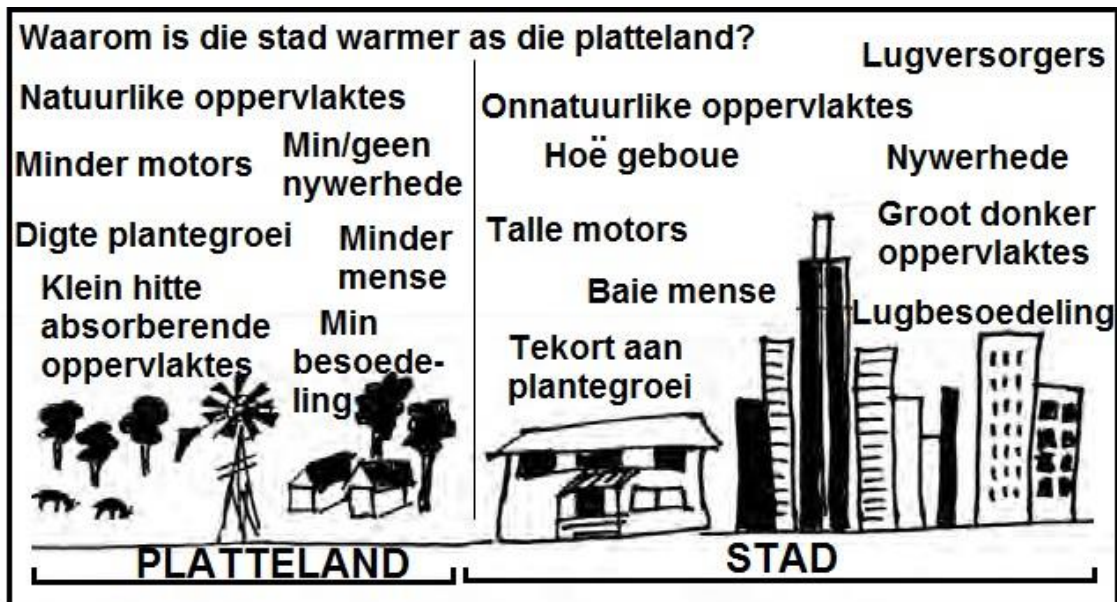 Waarom is die stad warmer as die platteland?
Natuurlike oppervlaktes
Minder motors
Min/geen
nywerhede
Digte plantegroei
Minder
mense
Klein hitte
absorberende
oppervlaktes
Min
besoede-
ling
PLATTELAND
Lugversorgers
Onnatuurlike oppervlaktes
Hoë geboue
Nywerhede
Talle motors
Groot donker
oppervlaktes
Baie mense
Lugbesoedeling
Tekort aan
plantegroei
STAD